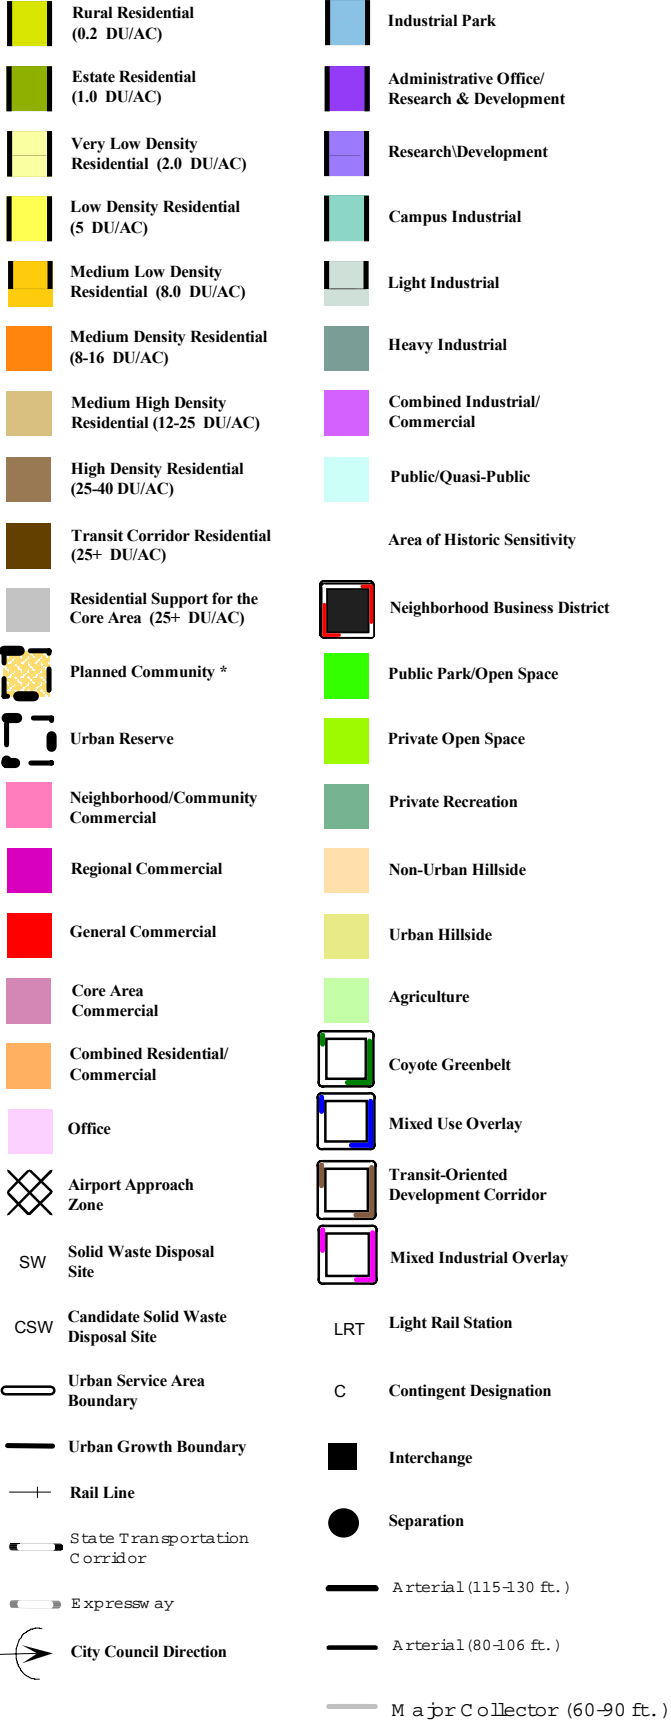 Rural Residential
(0.2 DU/AC)
Estate Residential
(1.0 DU/AC)
Very Low Density
Residential (2.0 DU/AC)
Low Density Residential
(5 DU/AC)
Medium Low Density
Residential (8.0 DU/AC)
Medium Density Residential
(8-16 DU/AC)
Medium High Density
Residential (12-25 DU/AC)
High Density Residential
(25-40 DU/AC)
Transit Corridor Residential
(25+ DU/AC)
Residential Support for the
Core Area (25+ DU/AC)
Planned Community *
Urban Reserve
Neighborhood/Community
Commercial
Regional Commercial
General Commercial
Core Area
Commercial
Combined Residential/
Commercial
Office
Airport Approach
Zone
SW
Solid Waste Disposal
Site
CSW
Candidate Solid Waste
Disposal Site
Urban Service Area
Boundary
Urban Growth Boundary
Rail Line
State Transportation
Corridor
Expressway
City Council Direction
Industrial Park
Administrative Office/
Research & Development
Research\Development
Campus Industrial
Light Industrial
Heavy Industrial
Combined Industrial/
Commercial
Public/Quasi-Public
Area of Historic Sensitivity
Neighborhood Business District
Public Park/Open Space
Private Open Space
Private Recreation
Non-Urban Hillside
Urban Hillside
Agriculture
Coyote Greenbelt
Mixed Use Overlay
Transit-Oriented
Development Corridor
Mixed Industrial Overlay
LRT
Light Rail Station
C
Contingent Designation
Interchange
Separation
Arterial (115-130 ft.)
Arterial (80-106 ft.)
Major Collector (60-90 ft.)